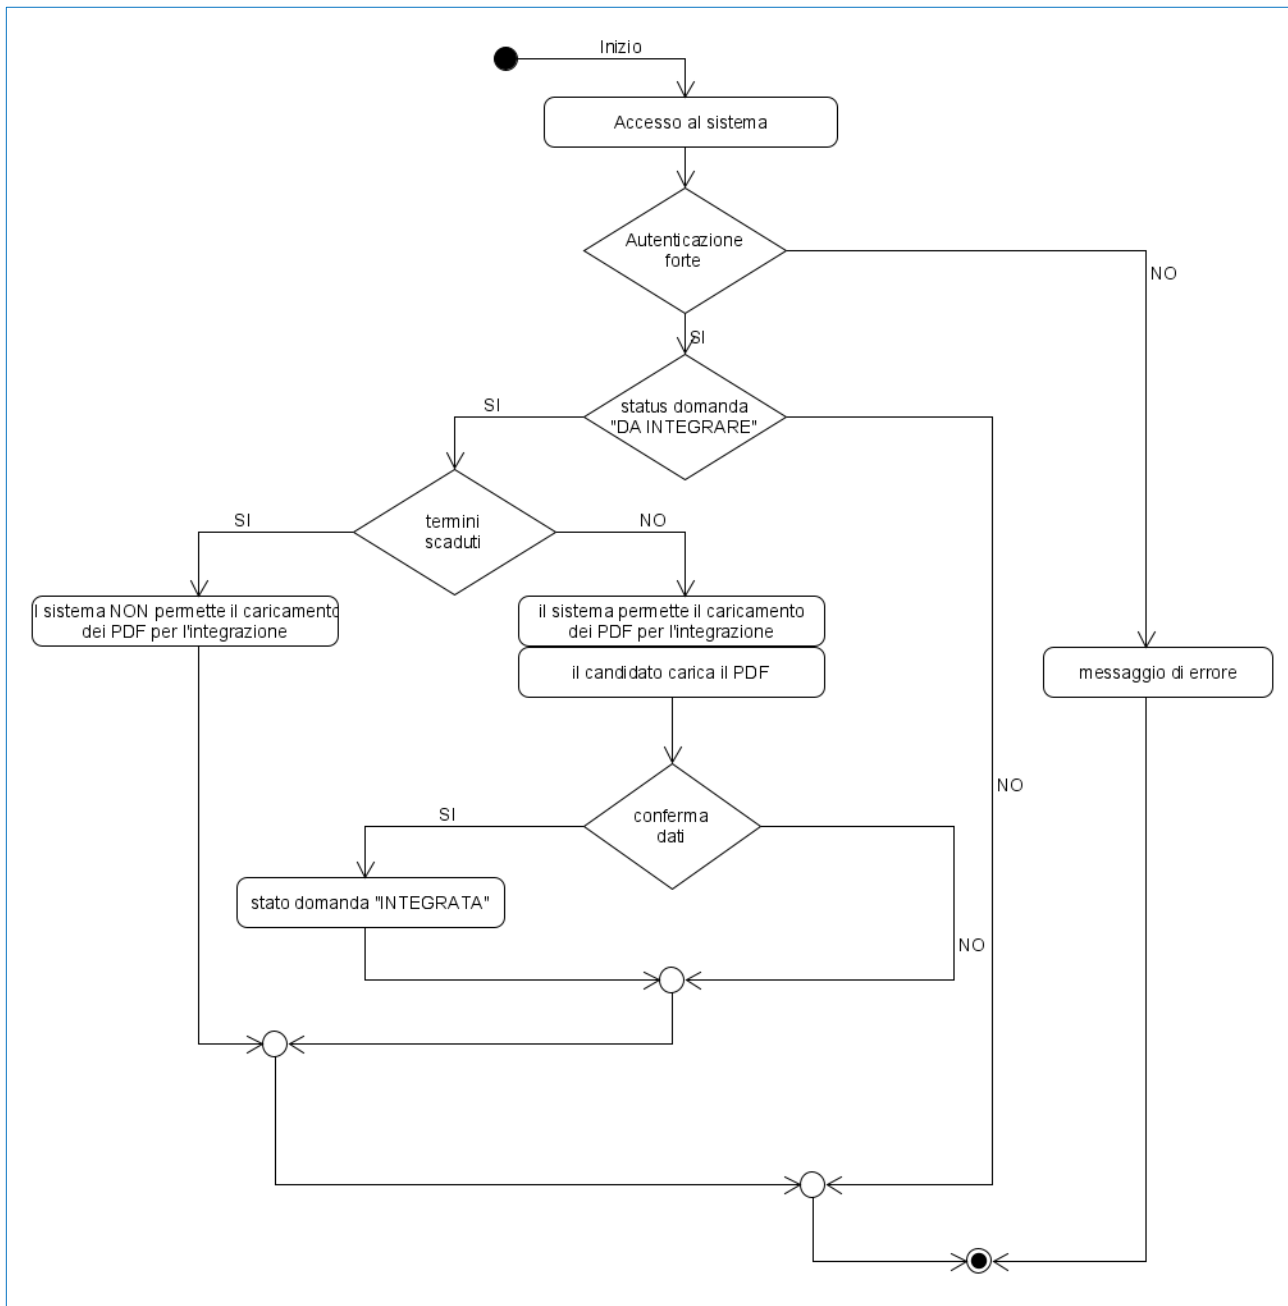 Inizio
Accesso al sistema
Autenticazione
forte
NO
SI
status domanda
"DA INTEGRARE"
SI
termini
scaduti
SI
NO
l sistema NON permette il caricamento
dei PDF per l'integrazione
il sistema permette il caricamento
dei PDF per l'integrazione
il candidato carica il PDF
messaggio di errore
NO
conferma
dati
SI
stato domanda "INTEGRATA"
NO